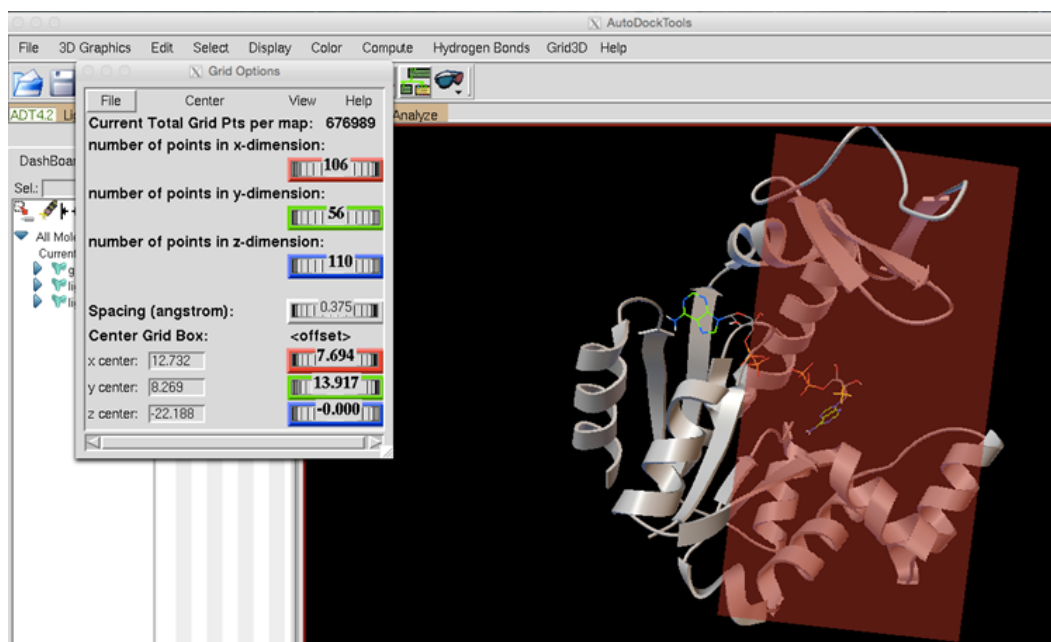 AutoDockTools
File 3D Graphics Edit Select Display Color Compute Hydrogen Bonds Grid3D Help
Grid Options
File Center View Help
ADT4.2 Analyze
Current Total Grid Pts per map: 676989
number of points in x-dimension:
106
DashBoar
Sel.:
number of points in y-dimension:
56
All Mole
number of points in z-dimension:
Current
110
Spacing (angstrom): 0.375
Center Grid Box: <offset>
x center: 12.732 7.694
y center: 8.269 13.917
z center: -22.188 -0.000